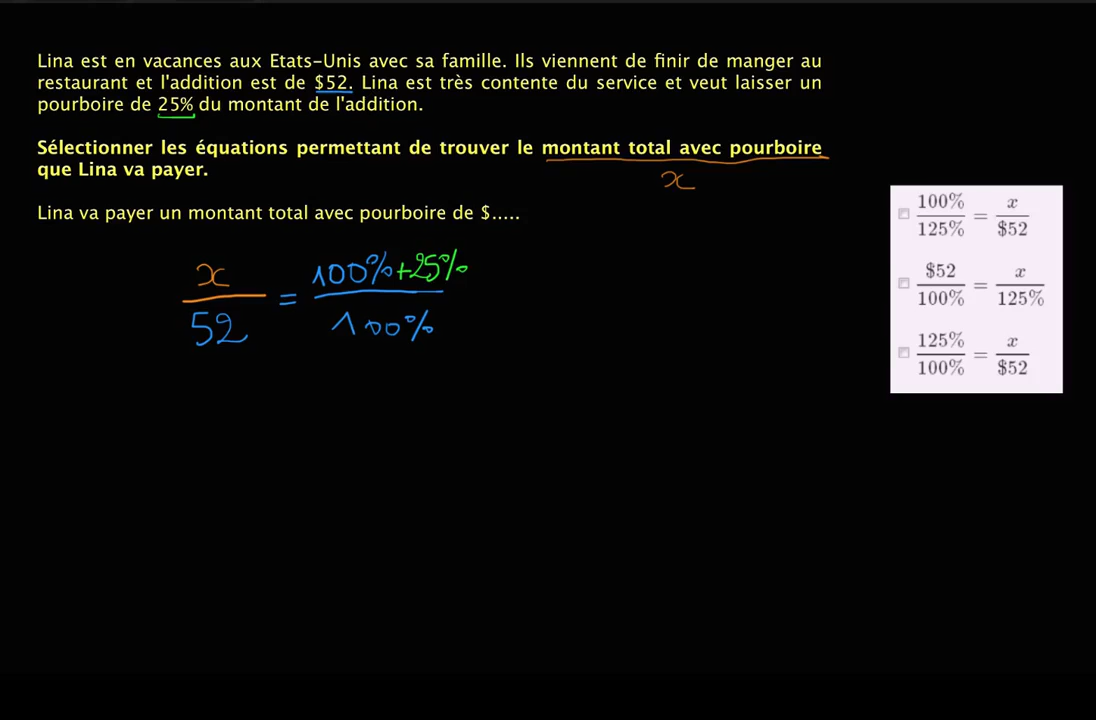 Lina est en vacances aux Etats-Unis avec sa famille. Ils viennent de finir de manger au
restaurant et l'addition est de $52. Lina est très contente du service et veut laisser un
pourboire de 25% du montant de l'addition.
Sélectionner les équations permettant de trouver le montant total avec pourboire
que Lina va payer.
x
Lina va payer un montant total avec pourboire de $.....
x/52 = 100%+25%/100%
100%/125% = x/$52
$52/100% = x/125%
125%/100% = x/$52